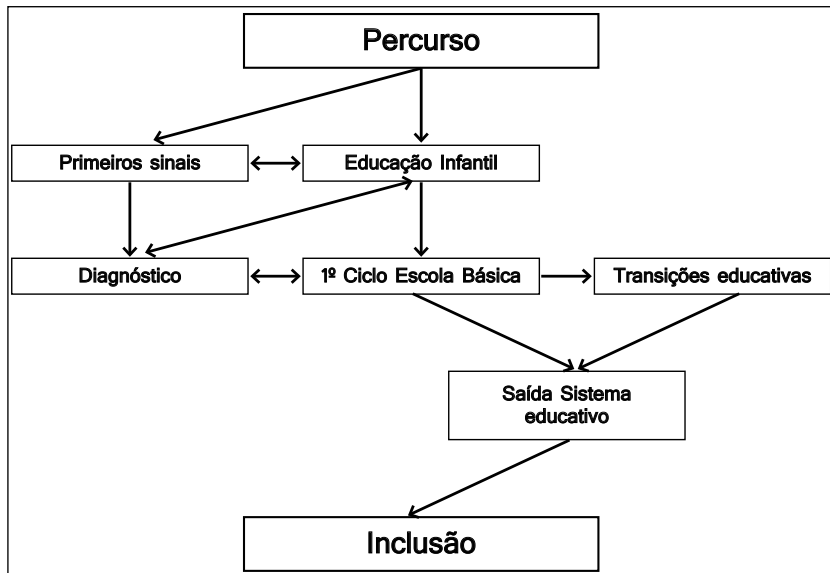 Percurso
Primeiros sinais
Educação Infantil
Diagnóstico
1º Ciclo Escola Básica
Transições educativas
Saída Sistema
educativo
Inclusão